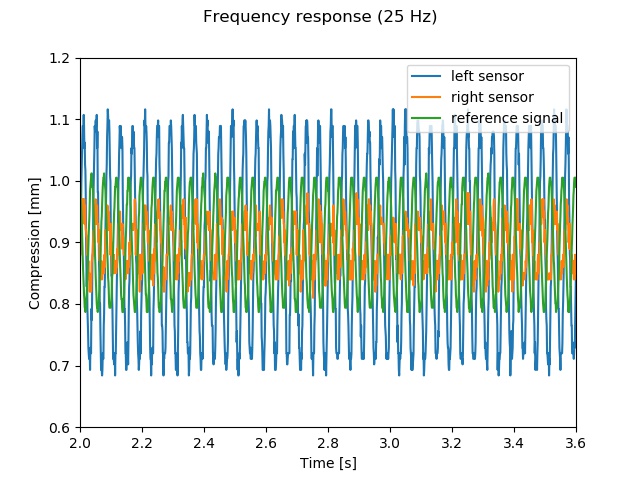 Frequency response (25 Hz)
1.2
1.1
1.0
0.9
0.8
0.7
0.6
Compression [mm]
left sensor
right sensor
reference signal
2.0 2.2 2.4 2.6 2.8 3.0 3.2 3.4 3.6
Time [s]